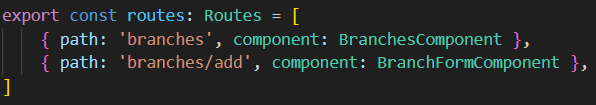 export const routes: Routes = [
    { path: 'branches', component: BranchesComponent },
    { path: 'branches/add', component: BranchFormComponent },
]